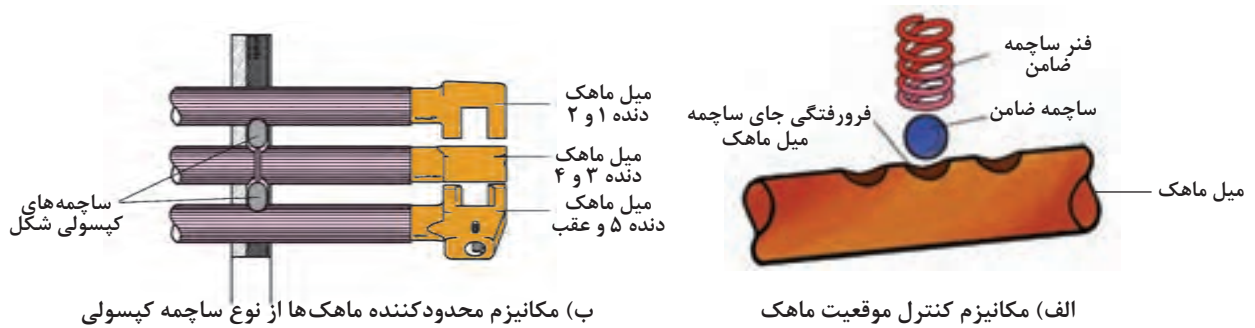 فنر ساچمه
ضامن
ساچمه ضامن
فرورفتگی جای ساچمه
میل ماهک
میل ماهک
الف) مکانیزم کنترل موقعیت ماهک
میل ماهک
دنده ۱ و ۲
میل ماهک
دنده ۳ و ۴
میل ماهک
دنده ۵ و عقب
ساچمه‌های
کپسولی شکل
ب) مکانیزم محدودکننده ماهک‌ها از نوع ساچمه کپسولی